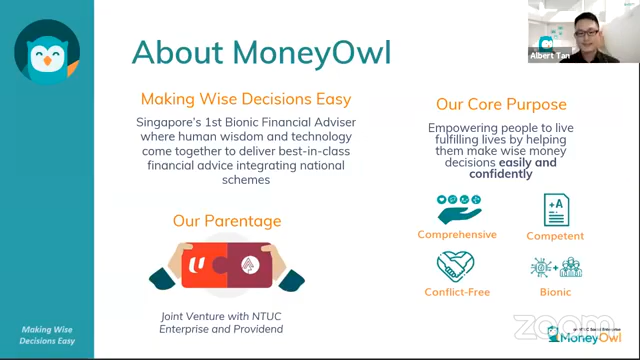 About MoneyOwl
Albert Tan
Making Wise Decisions Easy
Singapore's 1st Bionic Financial Adviser
where human wisdom and technology
come together to deliver best-in-class
financial advice integrating national
schemes
Our Parentage
Joint Venture with NTUC
Enterprise and Providend
Our Core Purpose
Empowering people to live
fulfilling lives by helping
them make wise money
decisions easily and
confidently
Comprehensive
Competent
Conflict-Free
Bionic
Making Wise
Decisions Easy
zoom
MoneyOwl